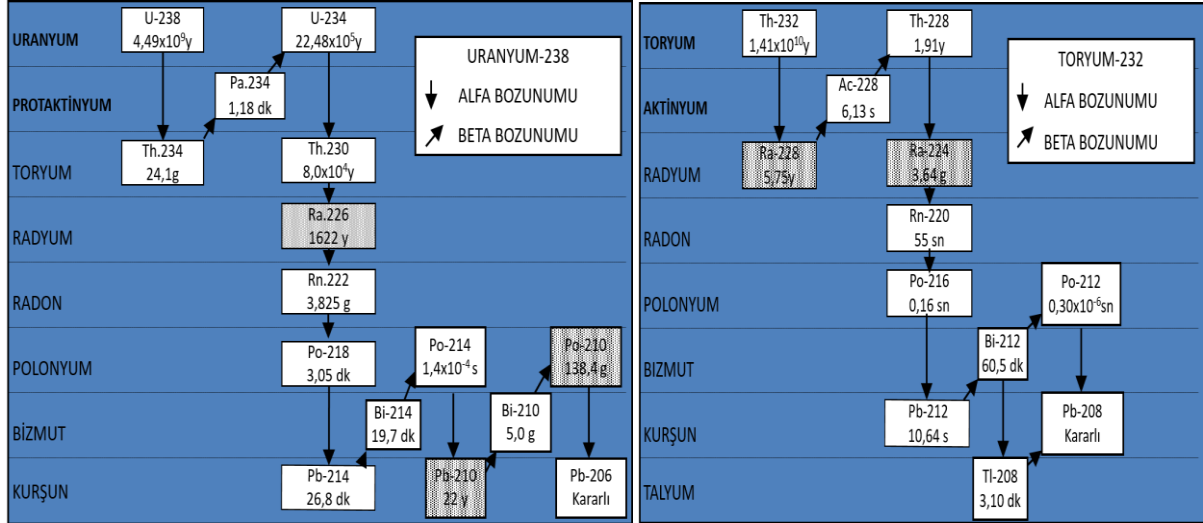 U-238
4,49x10⁹y
U-234
22,48x10⁵y
URANYUM
Pa.234
1,18 dk
PROTAKTİNYUM
URANYUM-238
ALFA BOZUNUMU
BETA BOZUNUMU
Th.234
24,1g
Th.230
8,0x10⁴y
TORYUM
Ra.226
1622 y
RADYUM
Rn.222
3,825 g
RADON
Po-218
3,05 dk
Po-214
1,4x10⁻⁴ s
Po-210
138,4 g
POLONYUM
Bi-214
19,7 dk
Bi-210
5,0 g
BİZMUT
Pb-214
26,8 dk
Pb-210
22 y
Pb-206
Kararlı
KURŞUN
Th-232
1,41x10¹⁰y
Th-228
1,91y
TORYUM
Ac-228
6,13 s
AKTİNYUM
TORYUM-232
ALFA BOZUNUMU
BETA BOZUNUMU
Ra-228
5,75y
Ra-224
3,64 g
RADYUM
Rn-220
55 sn
RADON
Po-216
0,16 sn
Po-212
0,30x10⁻⁶sn
POLONYUM
Bi-212
60,5 dk
BIZMUT
Pb-212
10,64 s
Pb-208
Kararlı
KURŞUN
Tl-208
3,10 dk
TALYUM